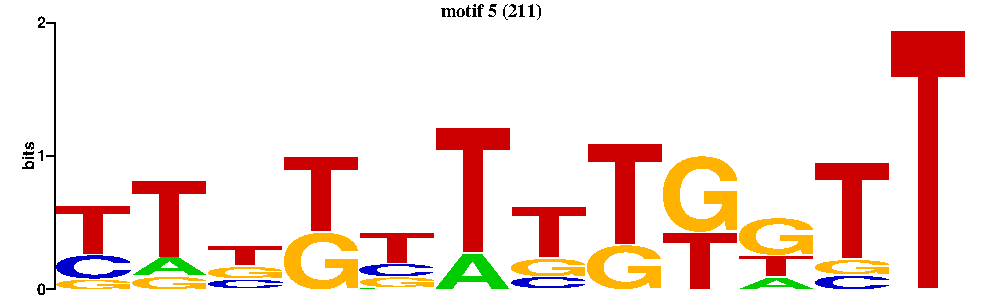 motif 5 (211)
2
bits
1
0
T T T T T T T T G G T T
C A G G C A G G T T G
G G C G C A C